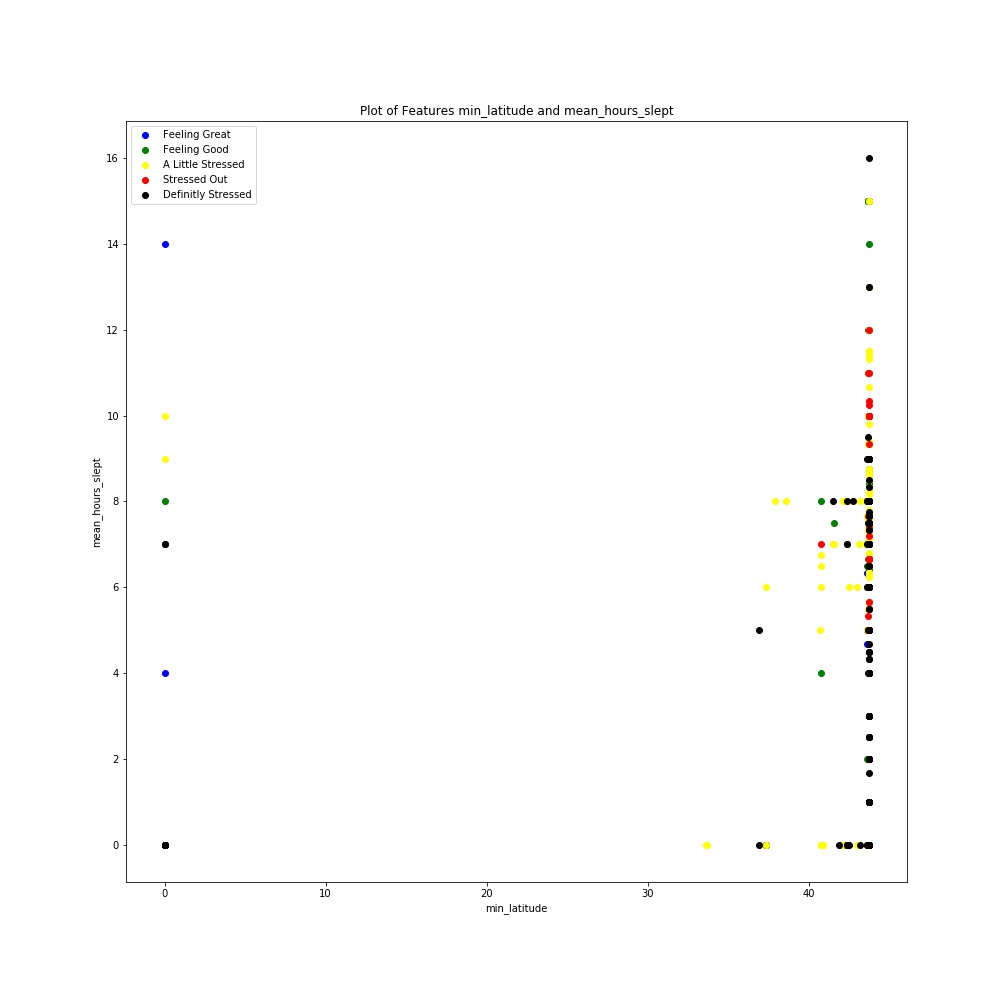 Plot of Features min_latitude and mean_hours_slept
Feeling Great
Feeling Good
A Little Stressed
Stressed Out
Definitly Stressed
mean_hours_slept
16
14
12
10
8
6
4
2
0
0 10 20 30 40
min_latitude